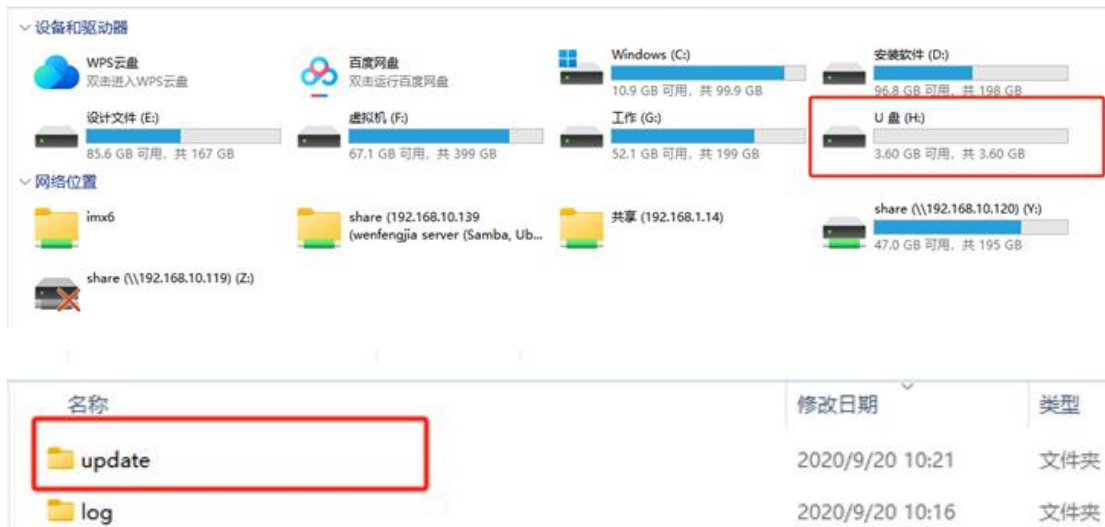 设备和驱动器
WPS云盘
双击进入WPS云盘
百度网盘
双击运行百度网盘
Windows (C:)
10.9 GB 可用，共 99.9 GB
安装软件 (D:)
96.8 GB 可用，共 198 GB
设计文件 (E:)
85.6 GB 可用，共 167 GB
虚拟机 (F:)
67.1 GB 可用，共 399 GB
工作 (G:)
52.1 GB 可用，共 199 GB
U 盘 (H:)
3.60 GB 可用，共 3.60 GB
网络位置
imx6
share (192.168.10.139
(wenfengjia server (Samba, Ub...
共享 (192.168.1.14)
share (\\192.168.10.120) (Y:)
47.0 GB 可用，共 195 GB
share (\\192.168.10.119) (Z:)
名称 修改日期 类型
update 2020/9/20 10:21 文件夹
log 2020/9/20 10:16 文件夹